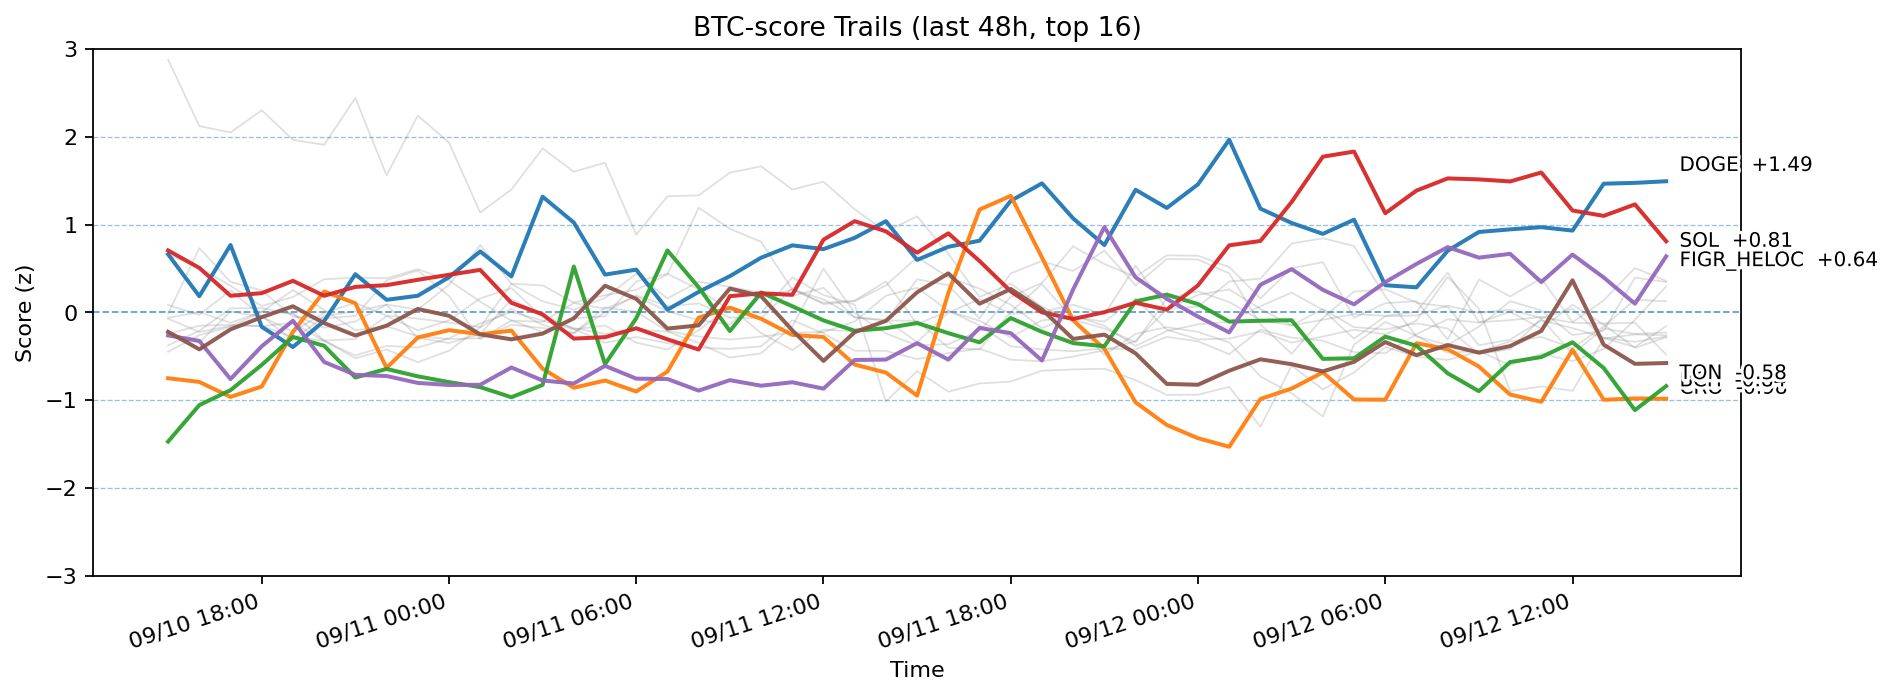 BTC-score Trails (last 48h, top 16)
Score (z)
3
2
1
0
−1
−2
−3
DOGE +1.49
SOL +0.81
FIGR_HELOC +0.64
TON -0.58
09/10 18:00
09/11 00:00
09/11 06:00
09/11 12:00
09/11 18:00
09/12 00:00
09/12 06:00
09/12 12:00
Time